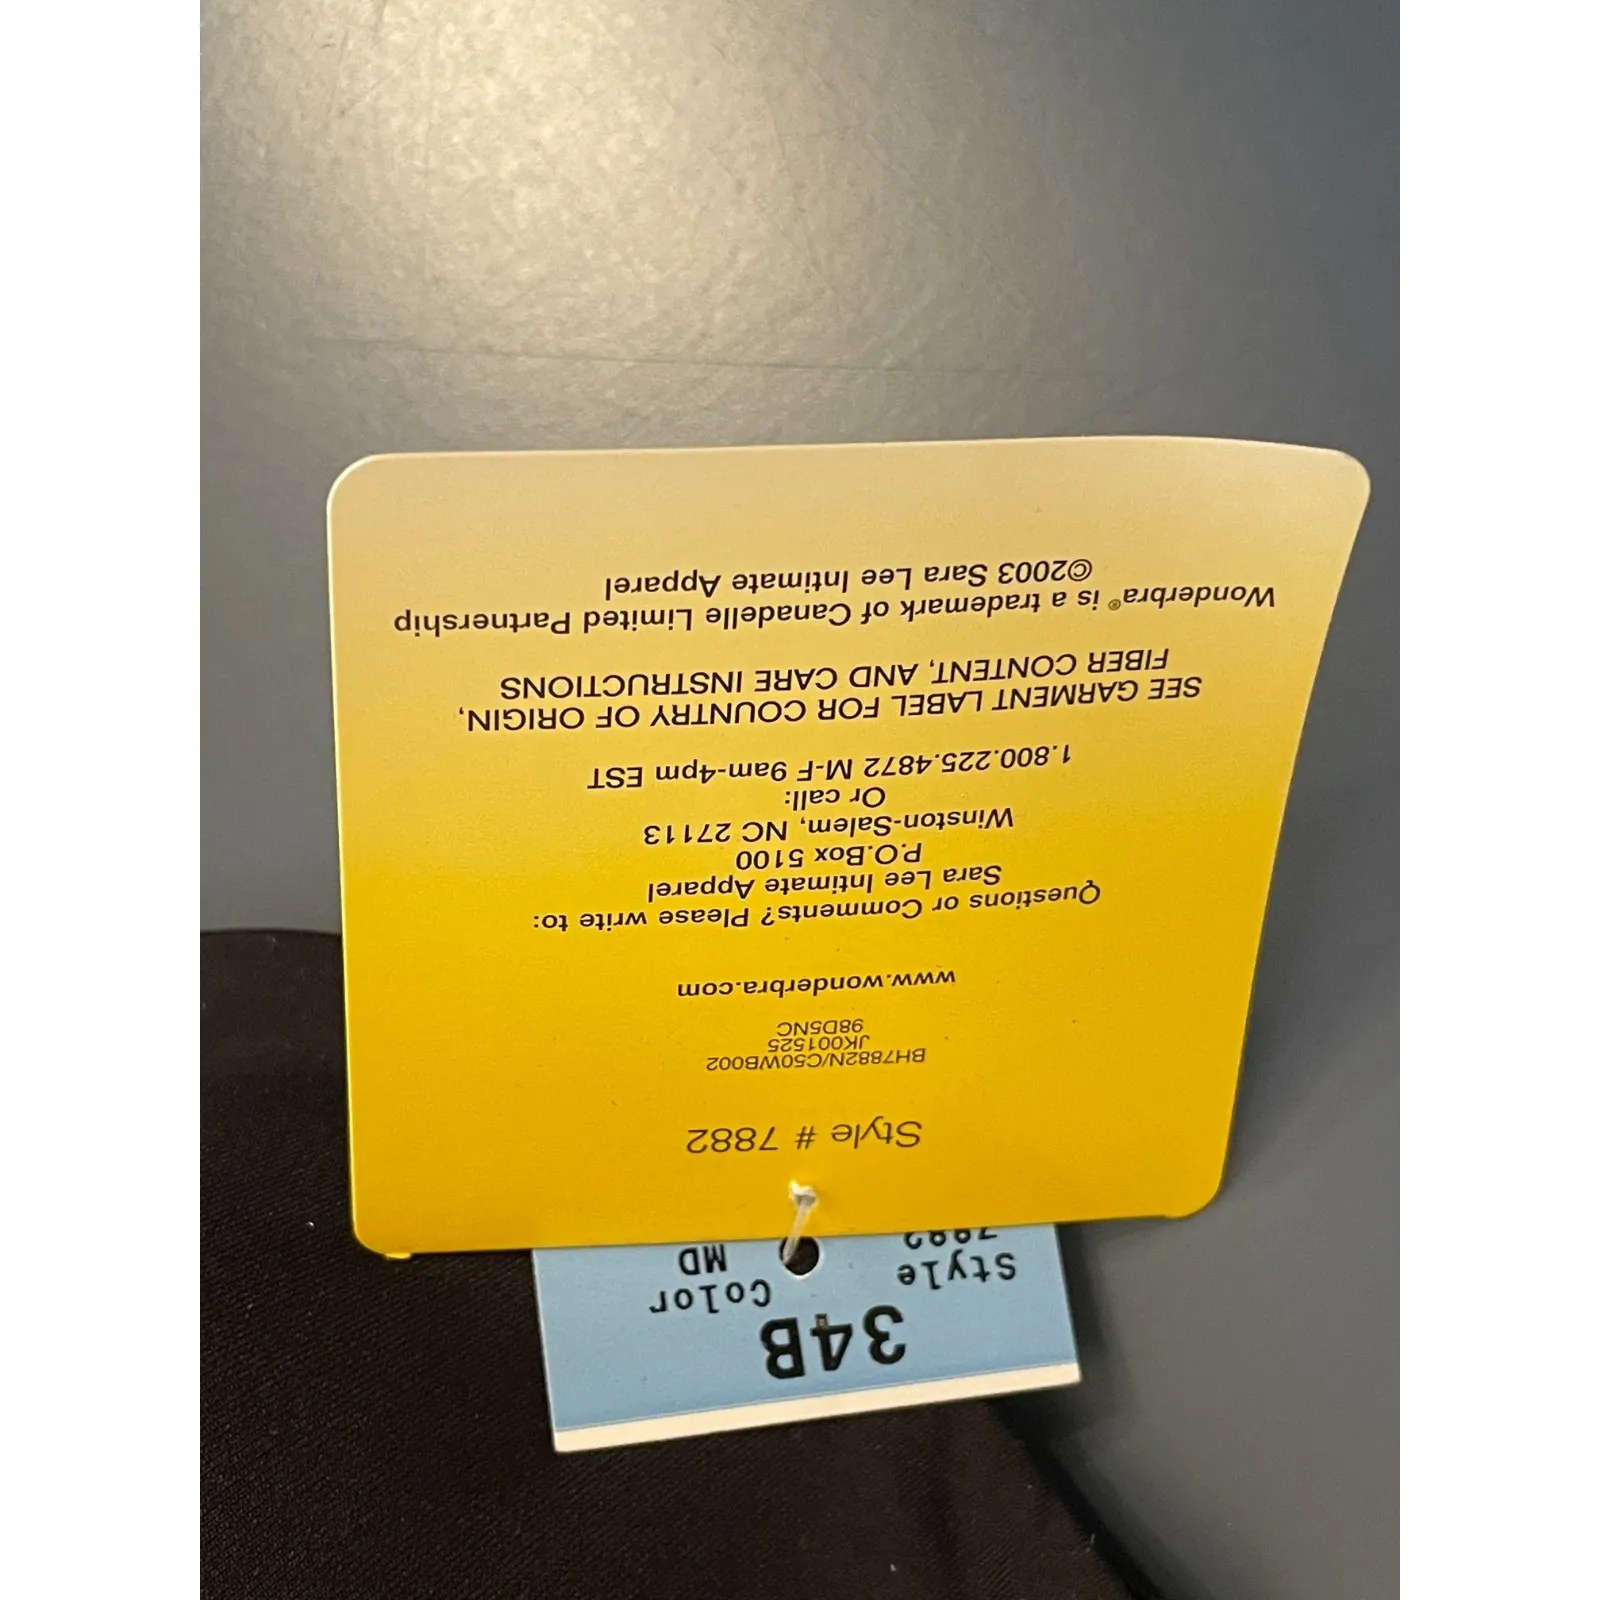 34B
Style Color
7882 MD
Style # 7882
BH7882N/C50WB002
JK001525
98D5NC
www.wonderbra.com
Questions or Comments? Please write to:
Sara Lee Intimate Apparel
P.O.Box 5100
Winston-Salem, NC 27113
Or call:
1.800.225.4872 M-F 9am-4pm EST
SEE GARMENT LABEL FOR COUNTRY OF ORIGIN,
FIBER CONTENT, AND CARE INSTRUCTIONS
Wonderbra® is a trademark of Canadelle Limited Partnership
©2003 Sara Lee Intimate Apparel